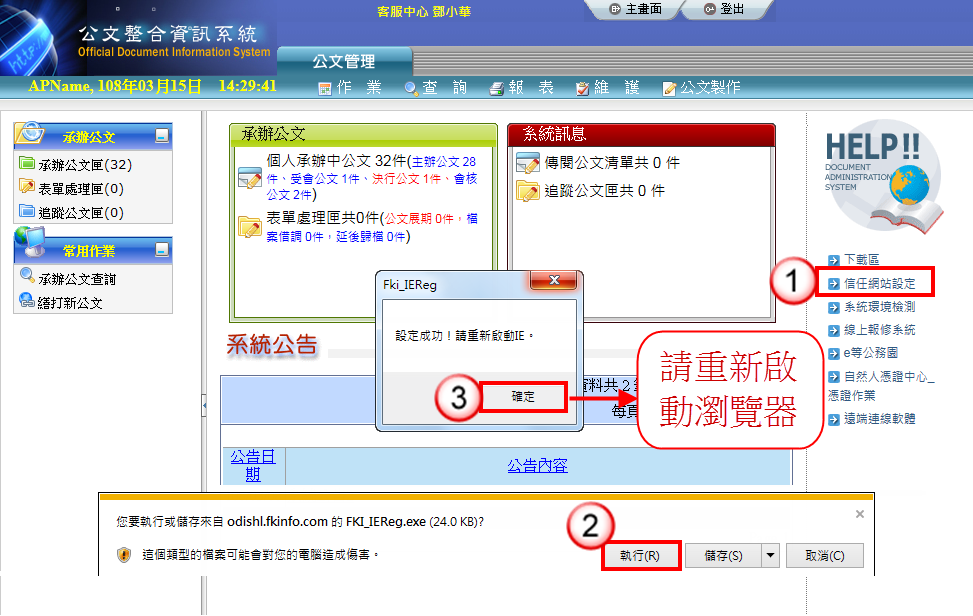 客服中心 鄧小華
主畫面
登出
公文整合資訊系統
Official Document Information System
公文管理
APName, 108年03月15日 14:29:41
作 業
查 詢
報 表
維 護
公文製作
承辦公文
承辦公文匣(32)
表單處理匣(0)
追蹤公文匣(0)
常用作業
承辦公文查詢
繕打新公文
承辦公文
個人承辦中公文 32件(主辦公文 28
件、受會公文 1件、決行公文 1件、會核
公文 2件)
表單處理匣共0件(公文展期 0件，檔
案借調 0件，延後歸檔 0件)
系統訊息
傳閱公文清單共 0 件
追蹤公文匣共 0 件
HELP!!
DOCUMENT
ADMINISTRATION
SYSTEM
下載區
1
信任網站設定
系統環境檢測
線上報修系統
e等公務園
自然人憑證中心_
憑證作業
遠端連線軟體
Fki_IEReg
設定成功！請重新啟動IE。
3
確定
請重新啟
動瀏覽器
系統公告
資料共 2
每頁
公告日
期
公告內容
您要執行或儲存來自 odishl.fkinfo.com 的 FKI_IEReg.exe (24.0 KB)?
這個類型的檔案可能會對您的電腦造成傷害。
2
執行(R)
儲存(S)
取消(C)